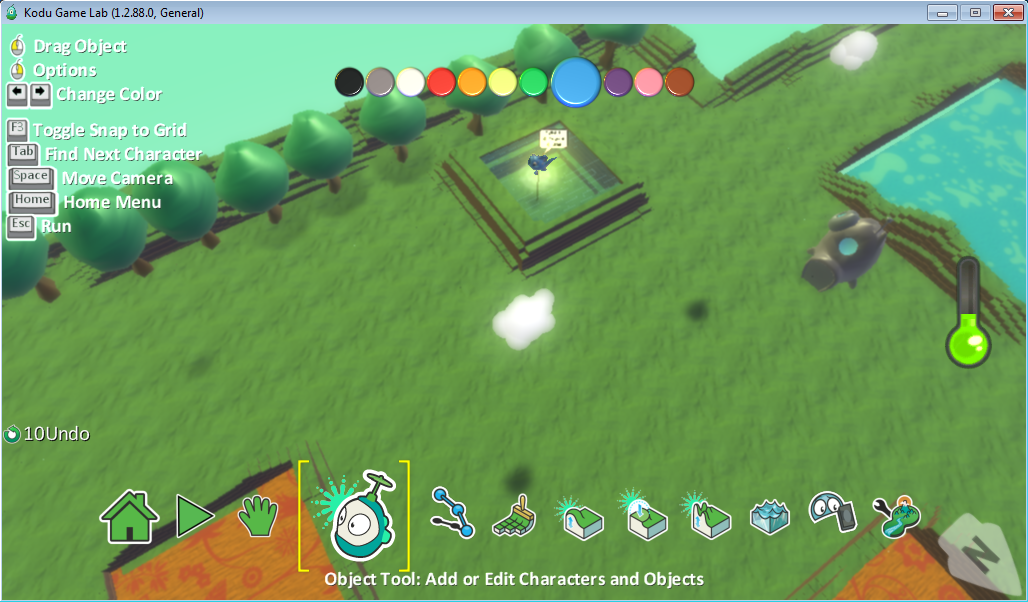 Kodu Game Lab (1.2.88.0, General)
Drag Object
Options
Change Color
F3 Toggle Snap to Grid
Tab Find Next Character
Space Move Camera
Home Home Menu
Esc Run
10Undo
N
Object Tool: Add or Edit Characters and Objects